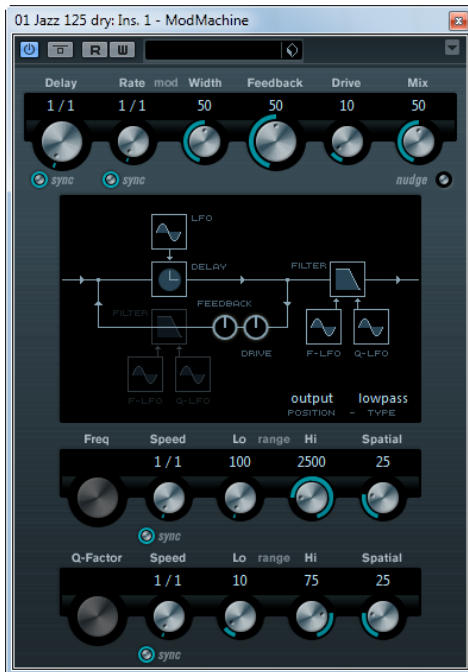 01 Jazz 125 dry: Ins. 1 - ModMachine
R W
Delay Rate mod Width Feedback Drive Mix
1 / 1 1 / 1 50 50 10 50
sync sync nudge
LFO
DELAY FILTER
FEEDBACK
FILTER
DRIVE F-LFO Q-LFO
F-LFO Q-LFO
output lowpass
POSITION - TYPE
Freq Speed Lo range Hi Spatial
1 / 1 100 2500 25
sync
Q-Factor Speed Lo range Hi Spatial
1 / 1 10 75 25
sync